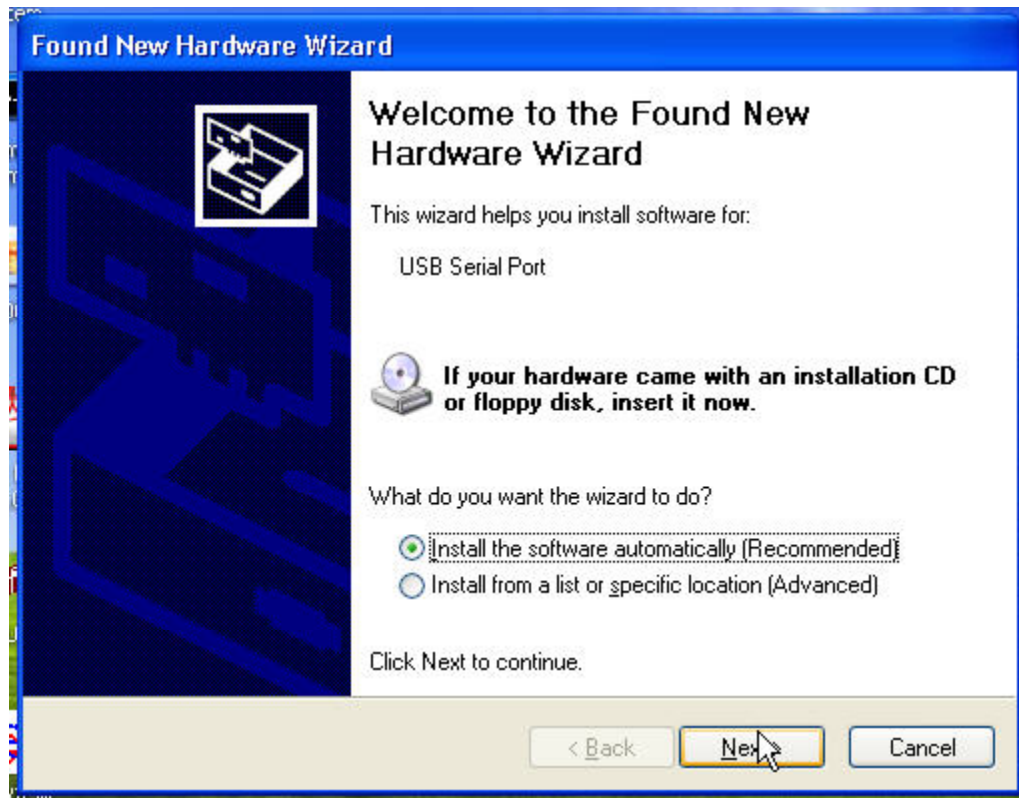 Found New Hardware Wizard
Welcome to the Found New
Hardware Wizard
This wizard helps you install software for:
USB Serial Port
If your hardware came with an installation CD
or floppy disk, insert it now.
What do you want the wizard to do?
Install the software automatically (Recommended)
Install from a list or specific location (Advanced)
Click Next to continue.
< Back
Cancel